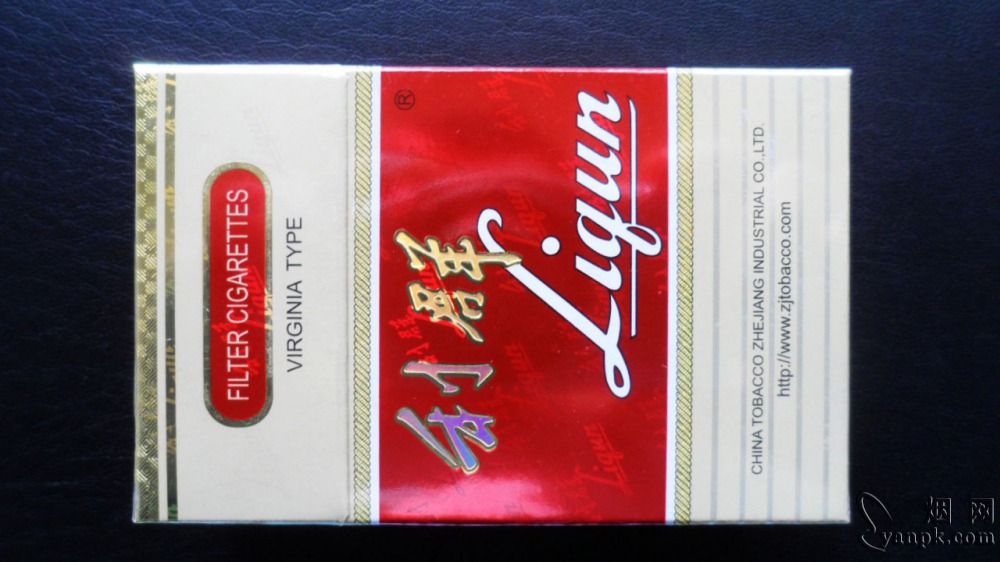 FILTER CIGARETTES
VIRGINIA TYPE
®
利群
Liqun
CHINA TOBACCO ZHEJIANG INDUSTRIAL CO.,LTD.
http://www.zjtobacco.com
烟网
yanpk.com